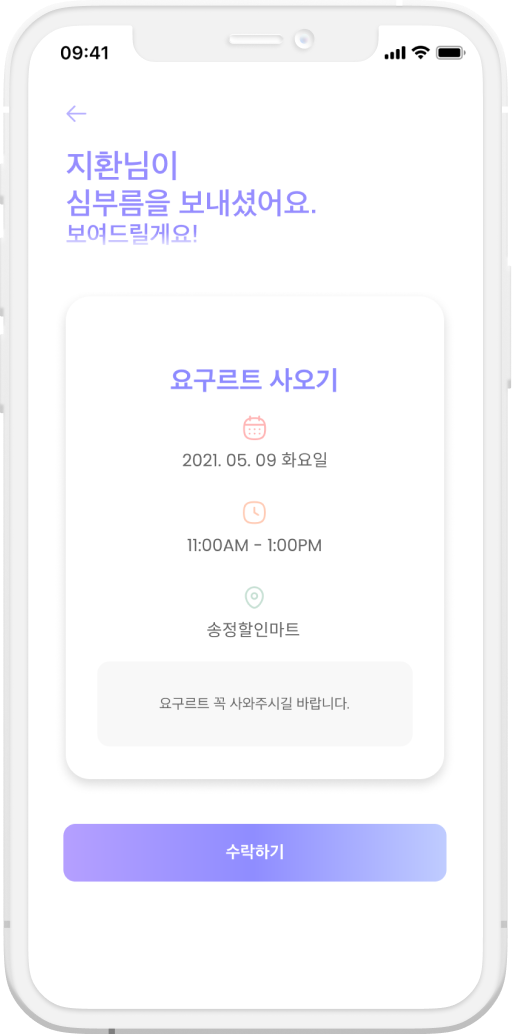 09:41
지환님이
심부름을 보내셨어요.
보여드릴게요!
요구르트 사오기
2021. 05. 09 화요일
11:00AM - 1:00PM
송정할인마트
요구르트 꼭 사와주시길 바랍니다.
수락하기